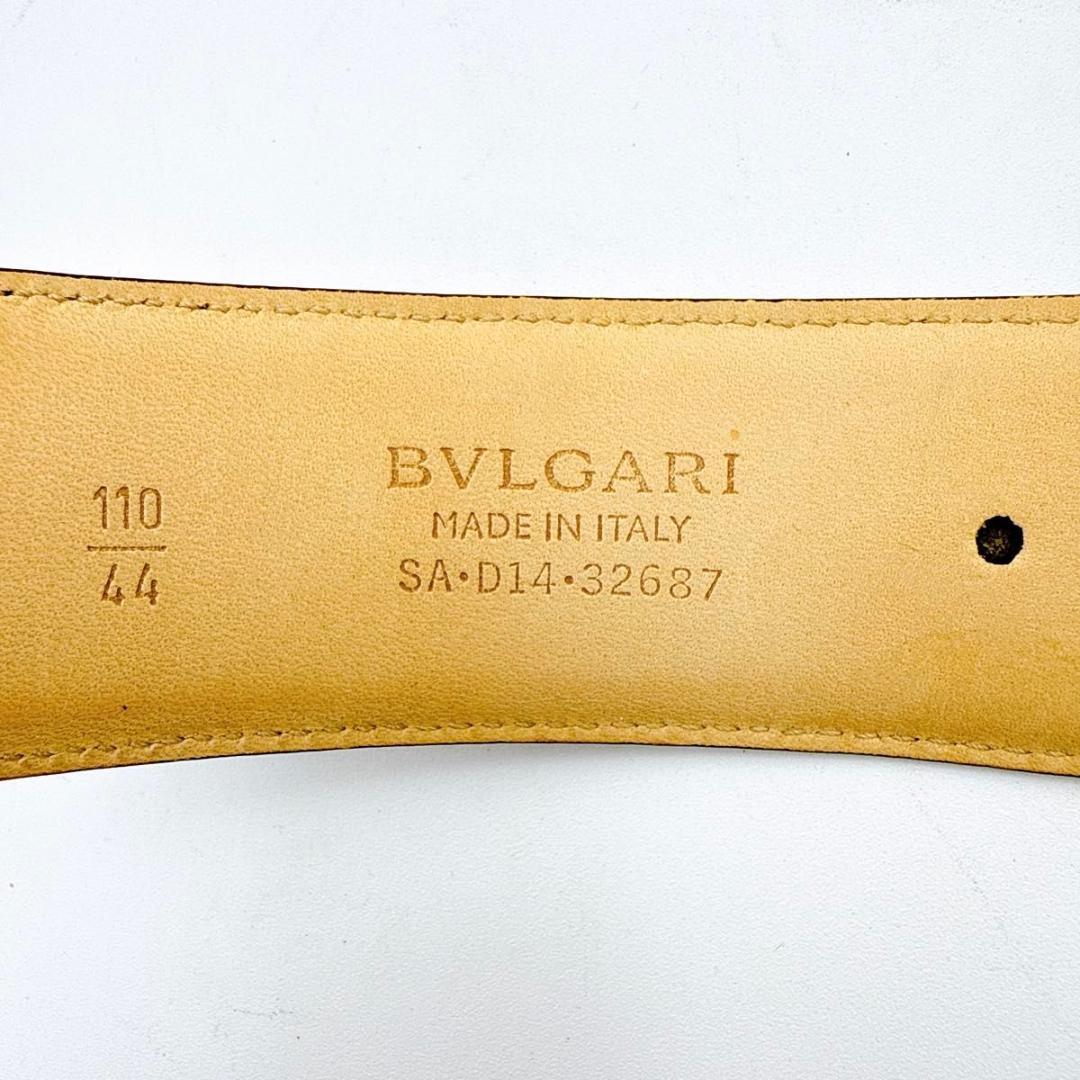 110
44
BVLGARI
MADE IN ITALY
SA•D14•32687